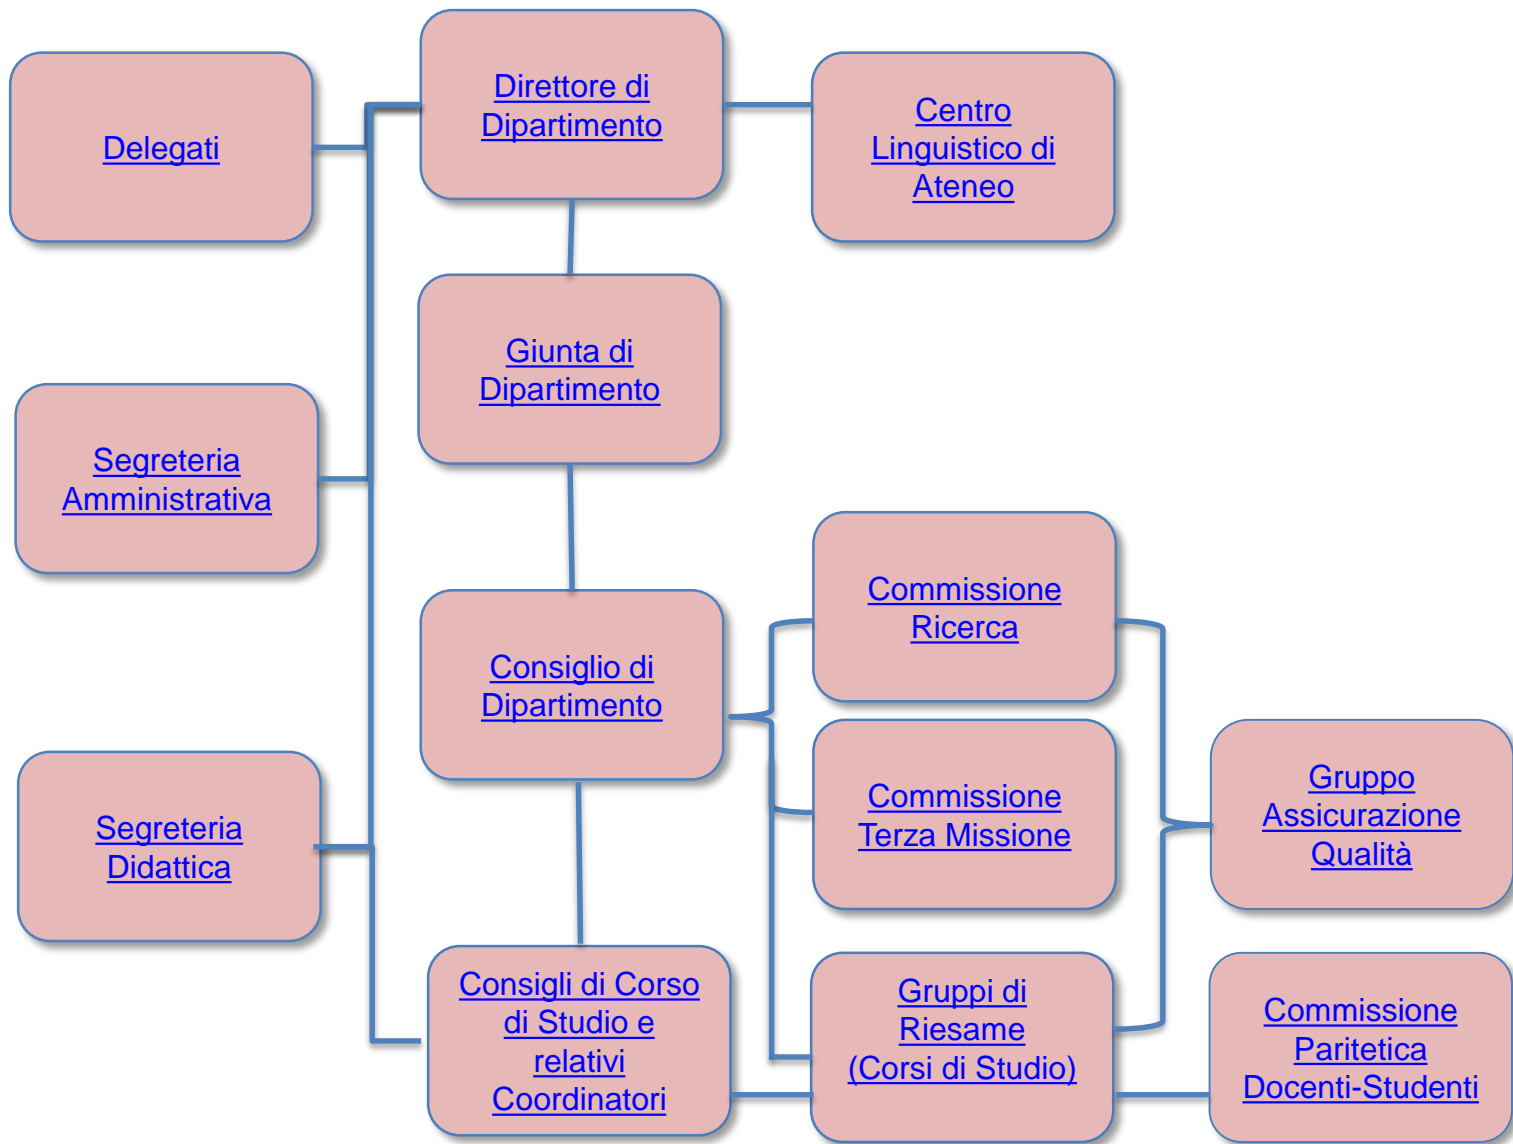 Delegati
Direttore di
Dipartimento
Centro
Linguistico di
Ateneo
Giunta di
Dipartimento
Segreteria
Amministrativa
Consiglio di
Dipartimento
Commissione
Ricerca
Commissione
Terza Missione
Gruppo
Assicurazione
Qualità
Segreteria
Didattica
Consigli di Corso
di Studio e
relativi
Coordinatori
Gruppi di
Riesame
(Corsi di Studio)
Commissione
Paritetica
Docenti-Studenti